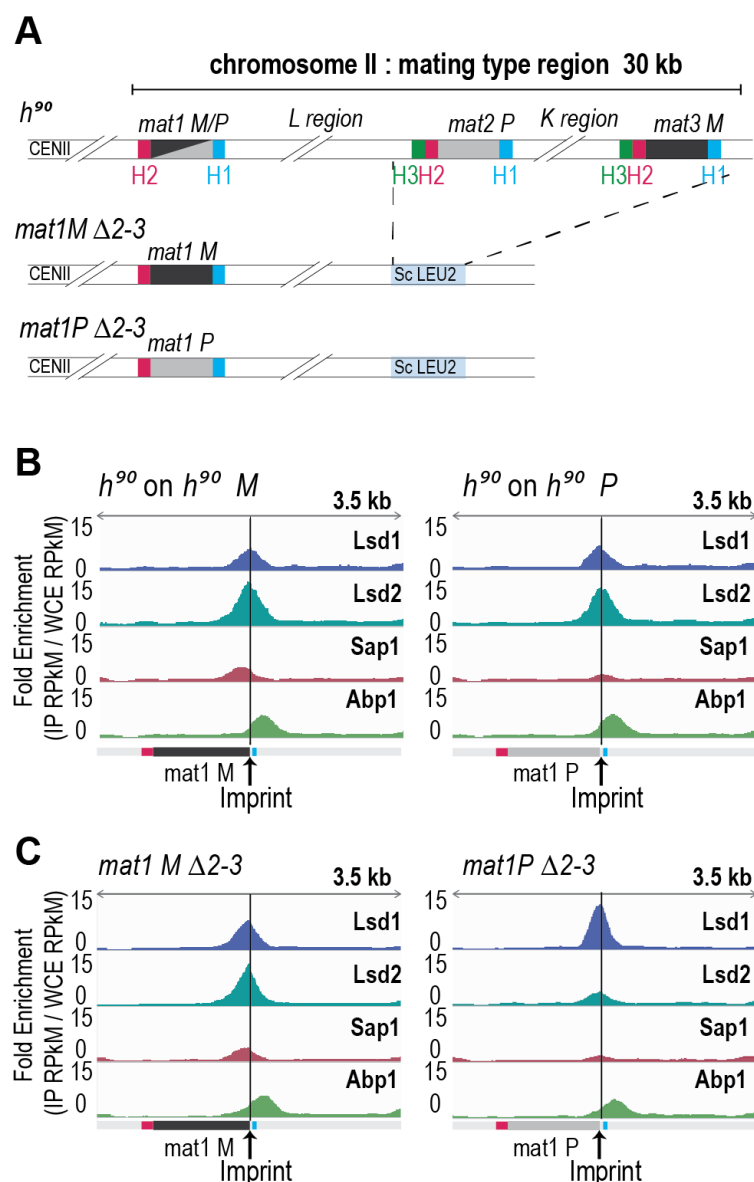 A
chromosome II : mating type region 30 kb
h⁹⁰
mat1 M/P
L region
mat2 P
K region
mat3 M
CENII
H2
H1
H3H2
H1
H3H2
H1
mat1M Δ2-3
mat1 M
CENII
Sc LEU2
mat1P Δ2-3
mat1 P
CENII
Sc LEU2
B
h⁹⁰ on h⁹⁰ M
3.5 kb
Fold Enrichment
(IP RPkM / WCE RPkM)
15
0
Lsd1
15
0
Lsd2
15
0
Sap1
15
0
Abp1
mat1 M
Imprint
h⁹⁰ on h⁹⁰ P
3.5 kb
15
0
Lsd1
15
0
Lsd2
15
0
Sap1
15
0
Abp1
mat1 P
Imprint
C
mat1 M Δ2-3
3.5 kb
Fold Enrichment
(IP RPkM / WCE RPkM)
15
0
Lsd1
15
0
Lsd2
15
0
Sap1
15
0
Abp1
mat1 M
Imprint
mat1P Δ2-3
3.5 kb
15
0
Lsd1
15
0
Lsd2
15
0
Sap1
15
0
Abp1
mat1 P
Imprint